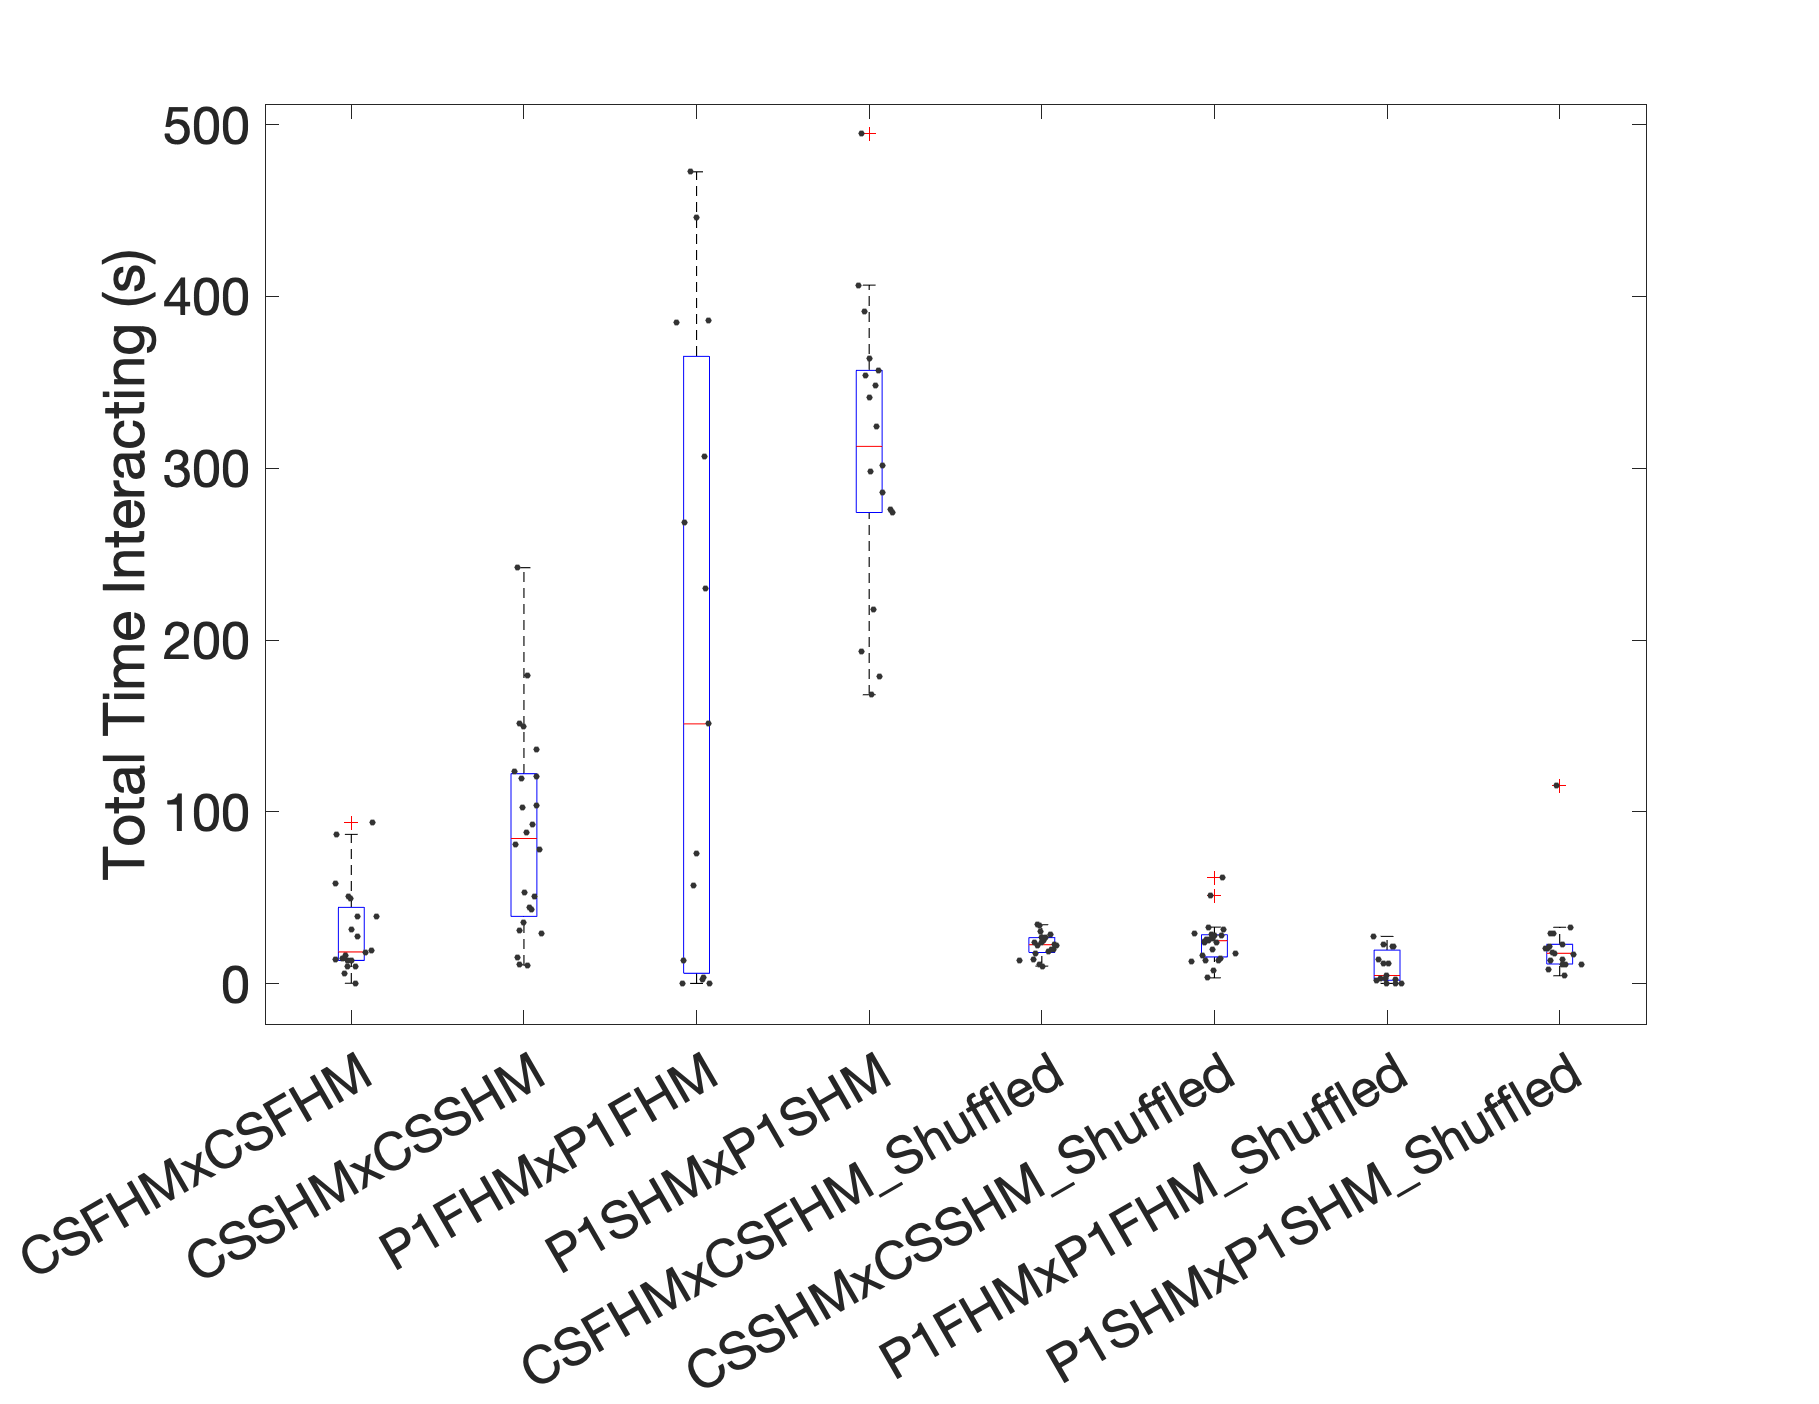 500
400
300
200
100
0
Total Time Interacting (s)
CSFHMxCSFHM
CSSHMxCSSHM
P1FHMxP1FHM
P1SHMxP1SHM
CSFHMxCSFHM_Shuffled
CSSHMxCSSHM_Shuffled
P1FHMxP1FHM_Shuffled
P1SHMxP1SHM_Shuffled